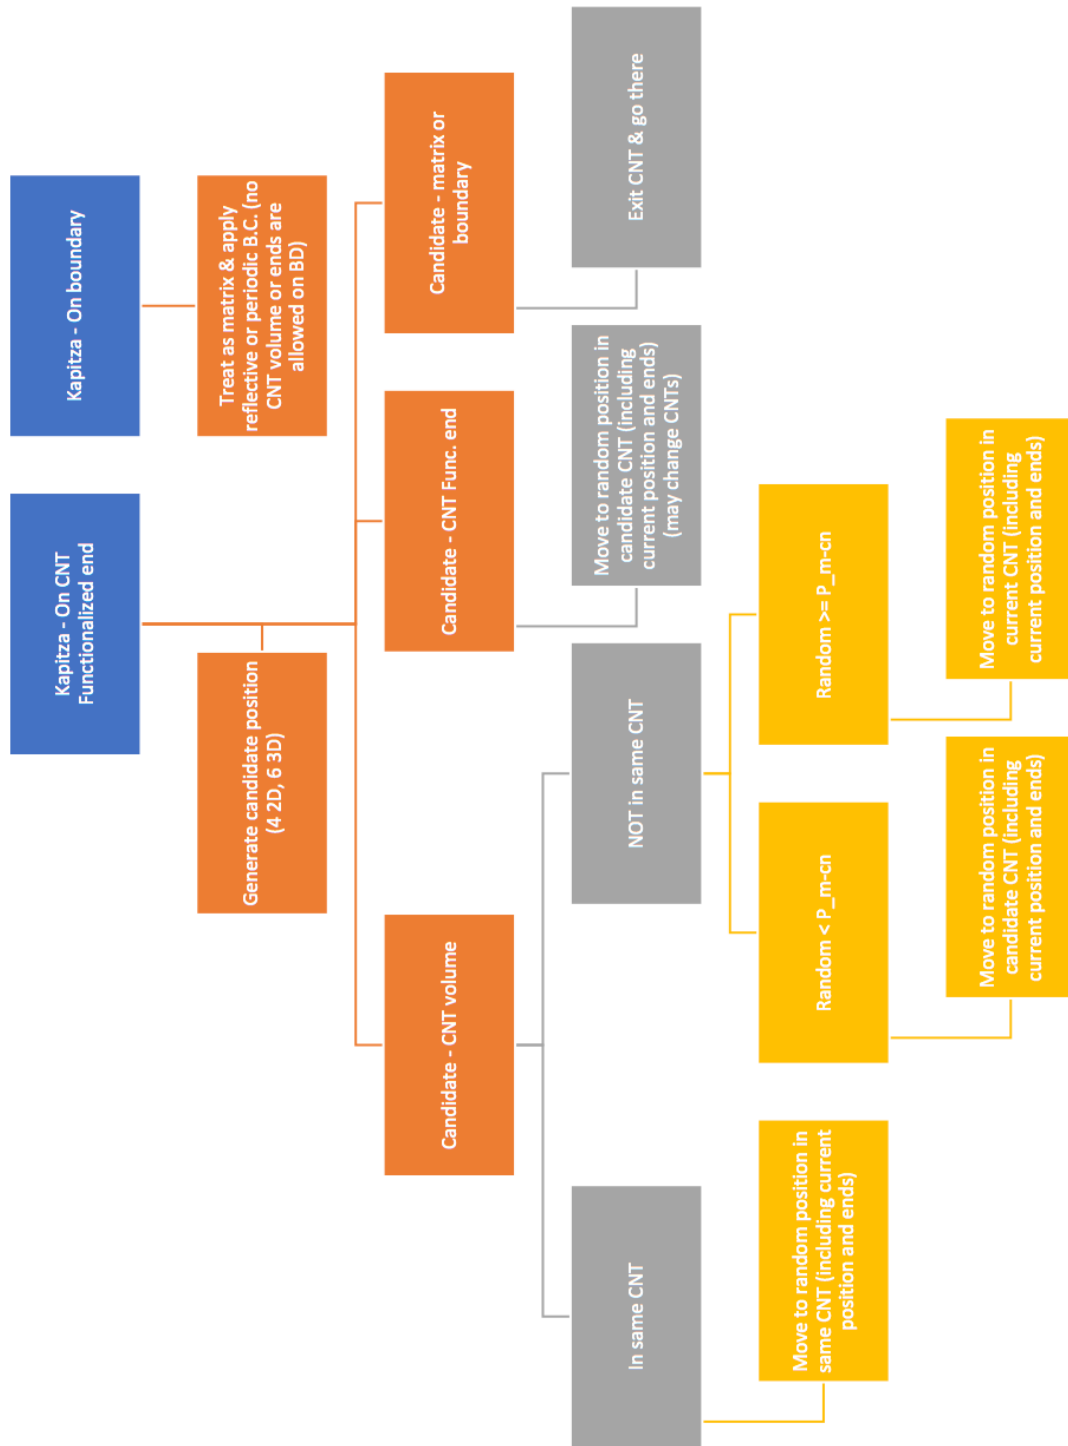 Kapitza - On CNT
Functionalized end
Kapitza - On boundary
Generate candidate position
(4 2D, 6 3D)
Treat as matrix & apply
reflective or periodic B.C. (no
CNT volume or ends are
allowed on BD)
Candidate - CNT volume
Candidate - CNT Func. end
Candidate - matrix or
boundary
In same CNT
NOT in same CNT
Move to random position in
candidate CNT (including
current position and ends)
(may change CNTs)
Exit CNT & go there
Move to random position in
same CNT (including current
position and ends)
Random < P_m-cn
Random >= P_m-cn
Move to random position in
candidate CNT (including
current position and ends)
Move to random position in
current CNT (including
current position and ends)